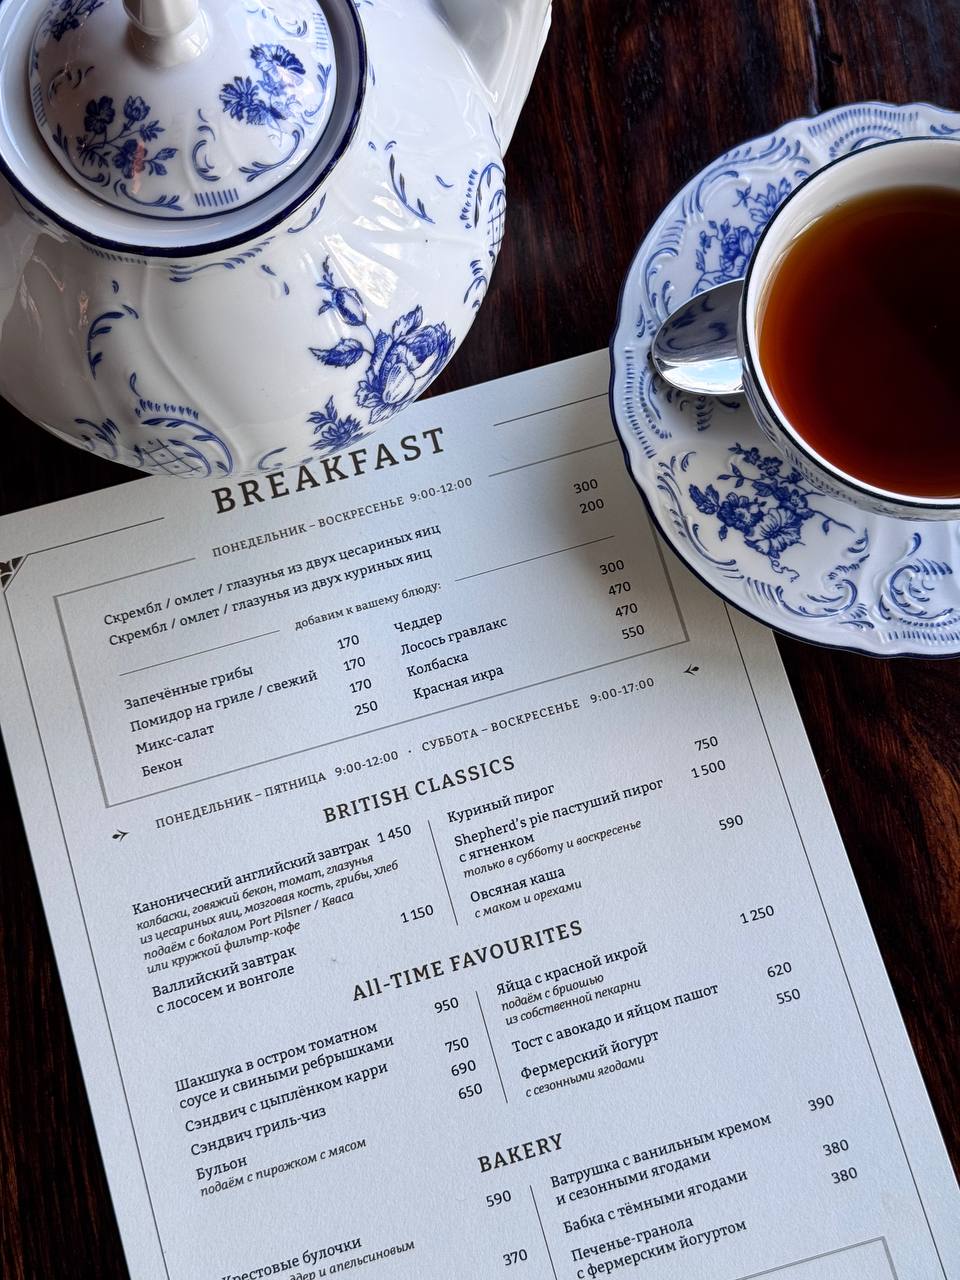 BREAKFAST
ПОНЕДЕЛЬНИК – ВОСКРЕСЕНЬЕ 9:00-12:00
Скрембл / омлет / глазунья из двух цесариных яиц 300
Скрембл / омлет / глазунья из двух куриных яиц 200
добавим к вашему блюду:
Запечённые грибы 170
Помидор на гриле / свежий 170
Микс-салат 170
Бекон 250
Чеддер 300
Лосось гравлакс 470
Колбаска 470
Красная икра 550
ПОНЕДЕЛЬНИК – ПЯТНИЦА 9:00-12:00 · СУББОТА – ВОСКРЕСЕНЬЕ 9:00-17:00
BRITISH CLASSICS
Канонический английский завтрак 1 450
колбаски, говяжий бекон, томат, глазунья
из цесариных яиц, мозговая кость, грибы, хлеб
подаём с бокалом Port Pilsner / Кваса
или кружкой фильтр-кофе
Валлийский завтрак 1 150
с лососем и вонголе
Куриный пирог 750
Shepherd's pie пастуший пирог 1 500
с ягненком
только в субботу и воскресенье
Овсяная каша 590
с маком и орехами
All-TIME FAVOURITES
Шакшука в остром томатном 950
соусе и свиными ребрышками
Сэндвич с цыплёнком карри 750
Сэндвич гриль-чиз 690
Бульон 650
подаём с пирожком с мясом
Яйца с красной икрой 1 250
подаём с бриошью
из собственной пекарни
Тост с авокадо и яйцом пашот 620
Фермерский йогурт 550
с сезонными ягодами
BAKERY
590
булочки 370
и апельсиновым
Ватрушка с ванильным кремом 390
и сезонными ягодами
Бабка с тёмными ягодами 380
Печенье-гранола 380
с фермерским йогуртом